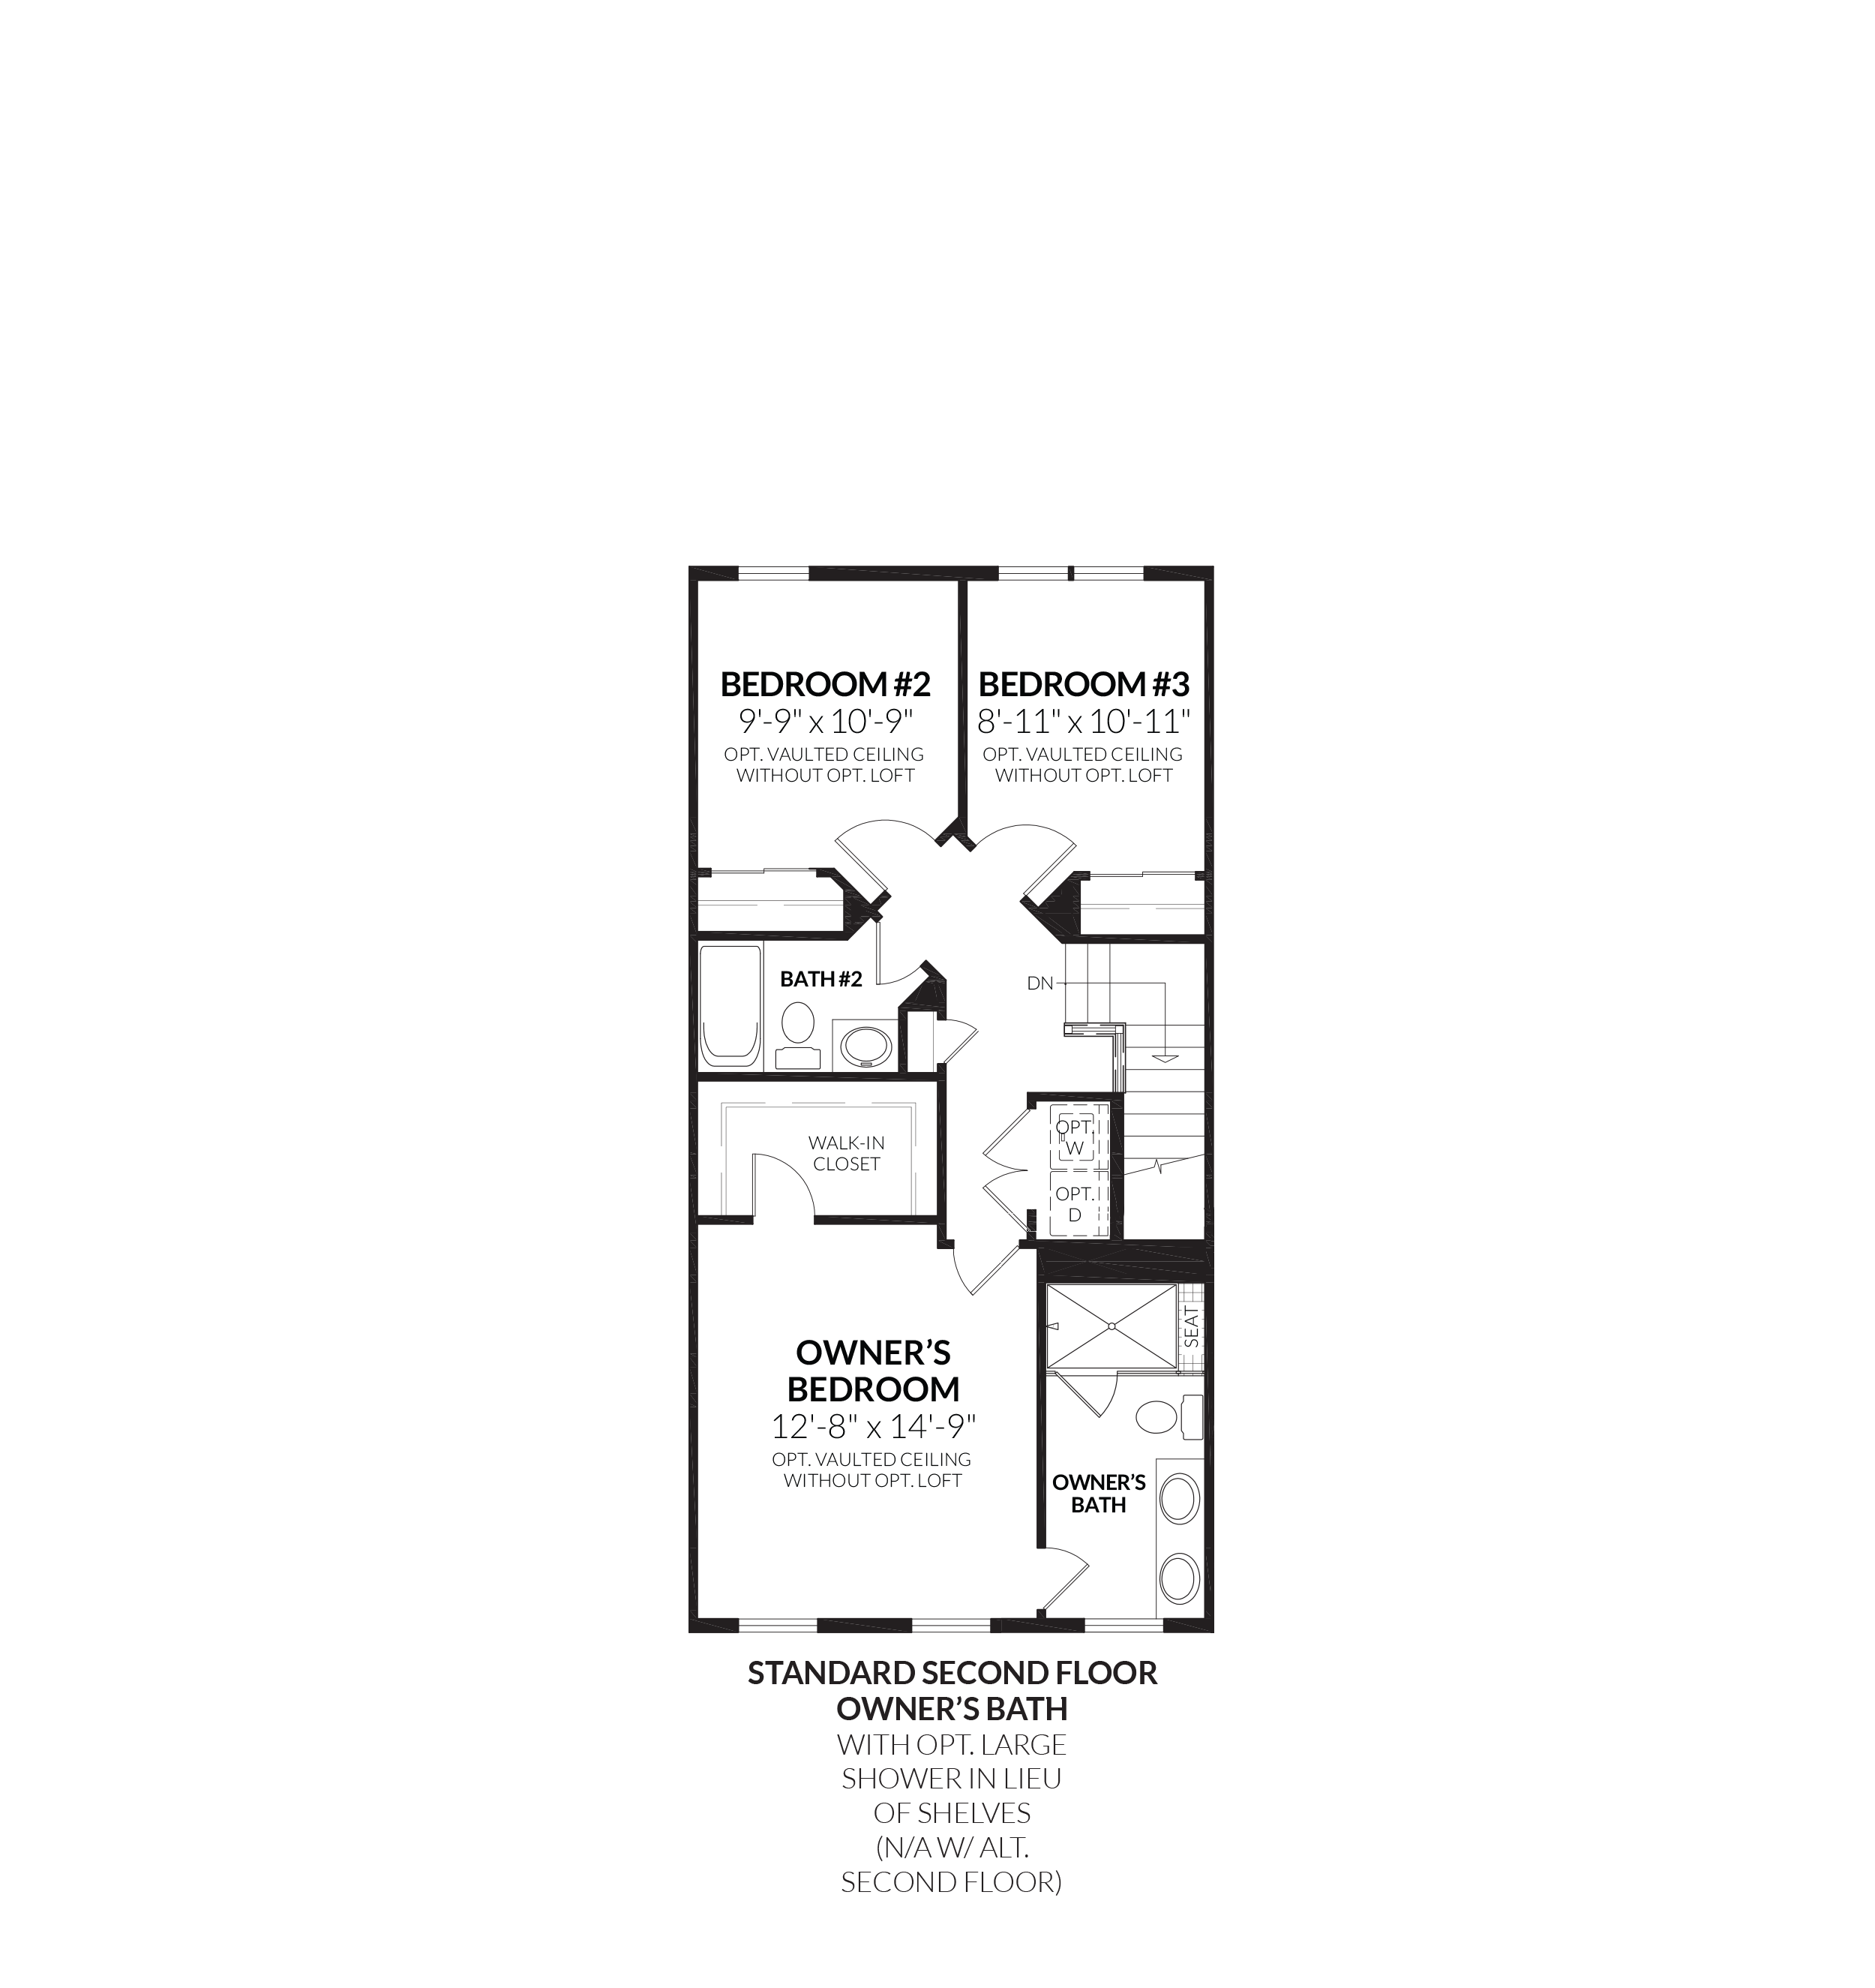 BEDROOM #2
9'-9" x 10'-9"
OPT. VAULTED CEILING
WITHOUT OPT. LOFT
BEDROOM #3
8'-11" x 10'-11"
OPT. VAULTED CEILING
WITHOUT OPT. LOFT
BATH #2
DN
WALK-IN
CLOSET
OPT.
W
OPT.
D
SEAT
OWNER’S
BEDROOM
12'-8" x 14'-9"
OPT. VAULTED CEILING
WITHOUT OPT. LOFT
OWNER’S
BATH
STANDARD SECOND FLOOR
OWNER’S BATH
WITH OPT. LARGE
SHOWER IN LIEU
OF SHELVES
(N/A W/ ALT.
SECOND FLOOR)